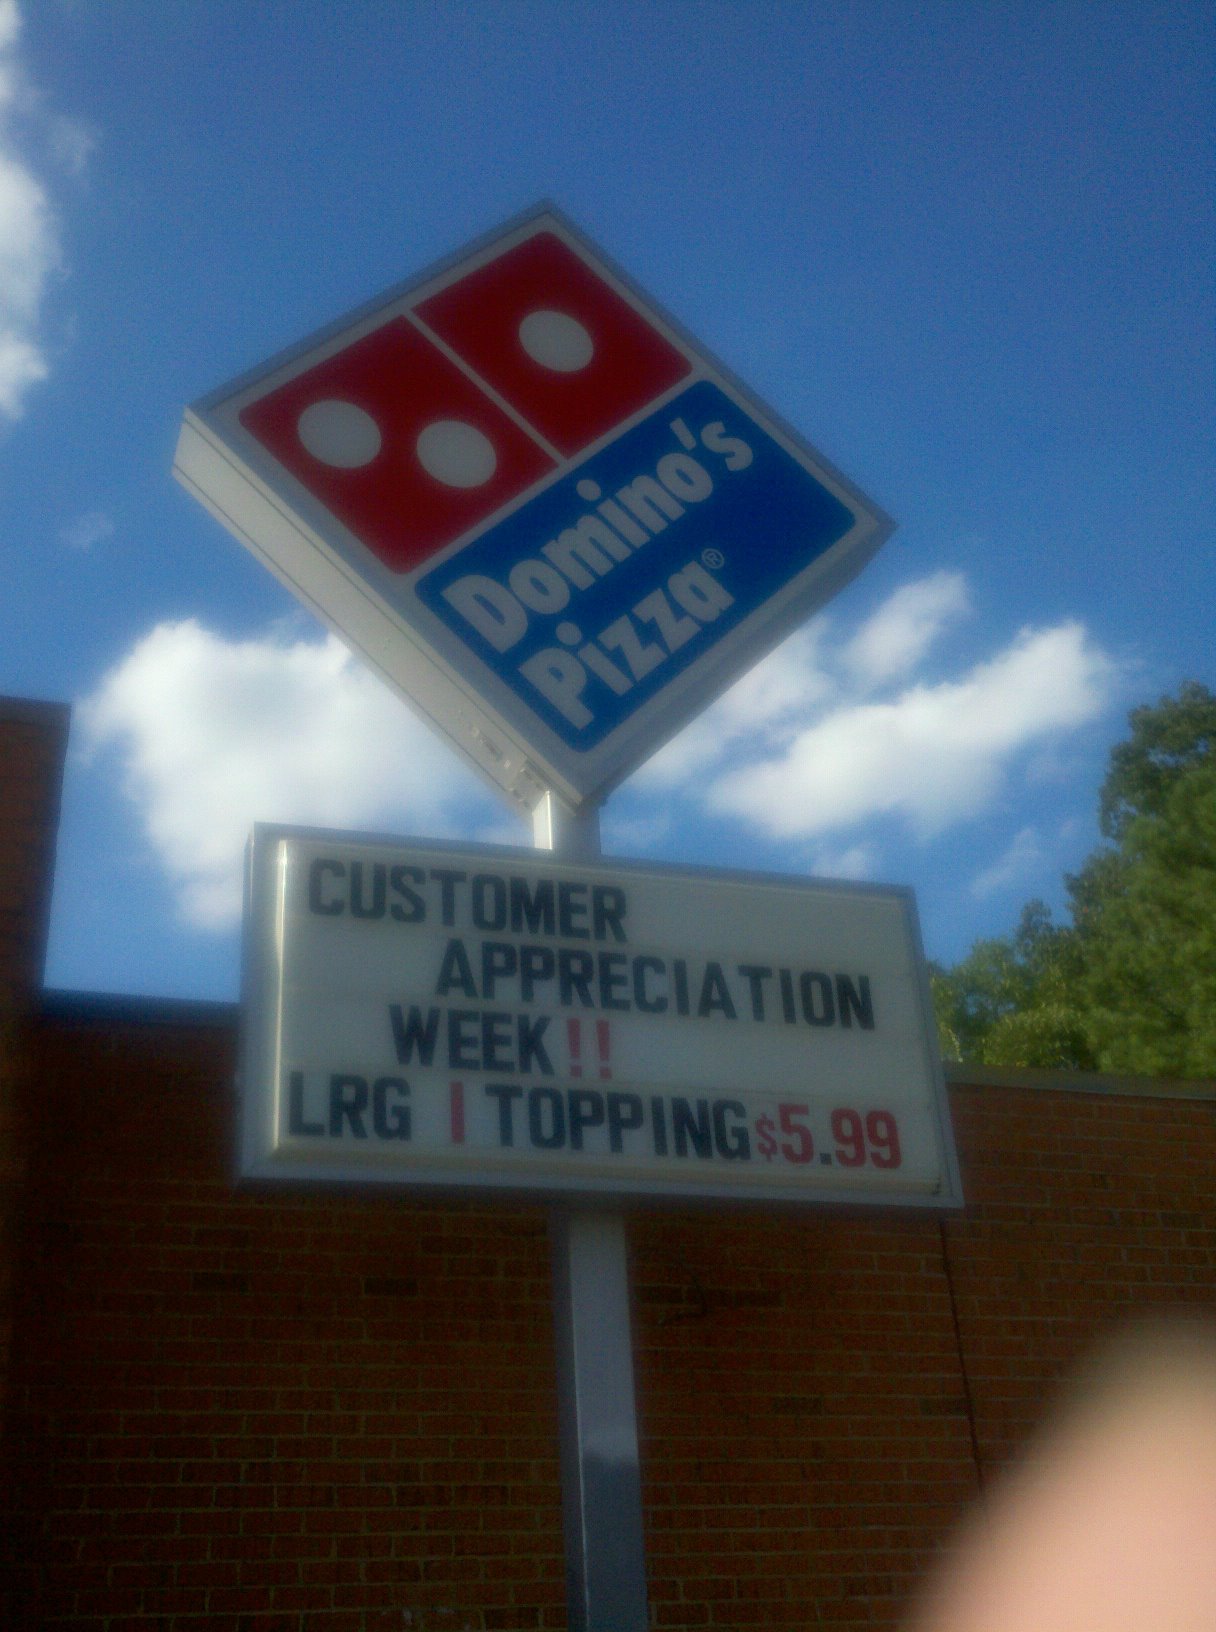 Domino's
Pizza®
CUSTOMER
APPRECIATION
WEEK!!
LRG 1 TOPPING $5.99